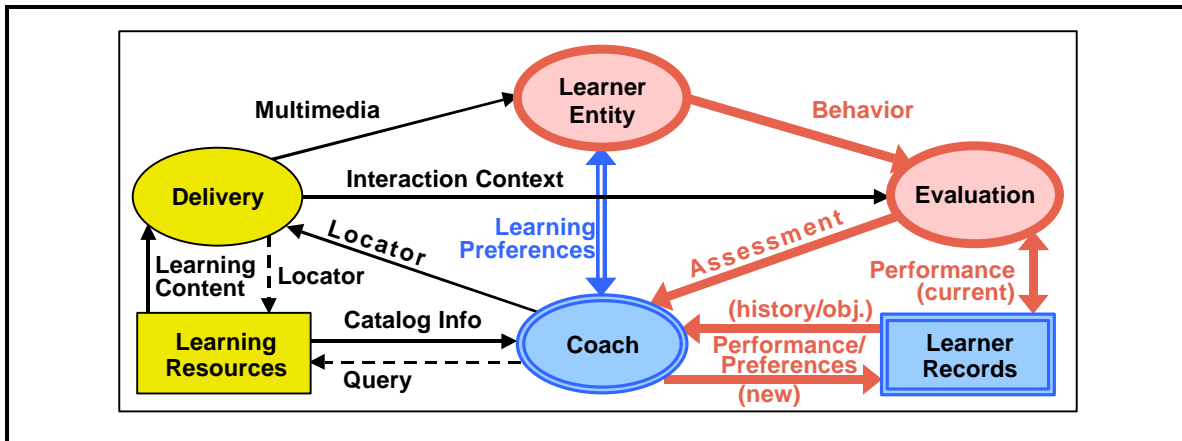 Learner
Entity
Multimedia
Behavior
Delivery
Interaction Context
Evaluation
Learning
Preferences
Locator
Assessment
Learning
Content
Locator
Performance
(current)
Learning
Resources
Catalog Info
Query
Coach
(history/obj.)
Performance/
Preferences
(new)
Learner
Records